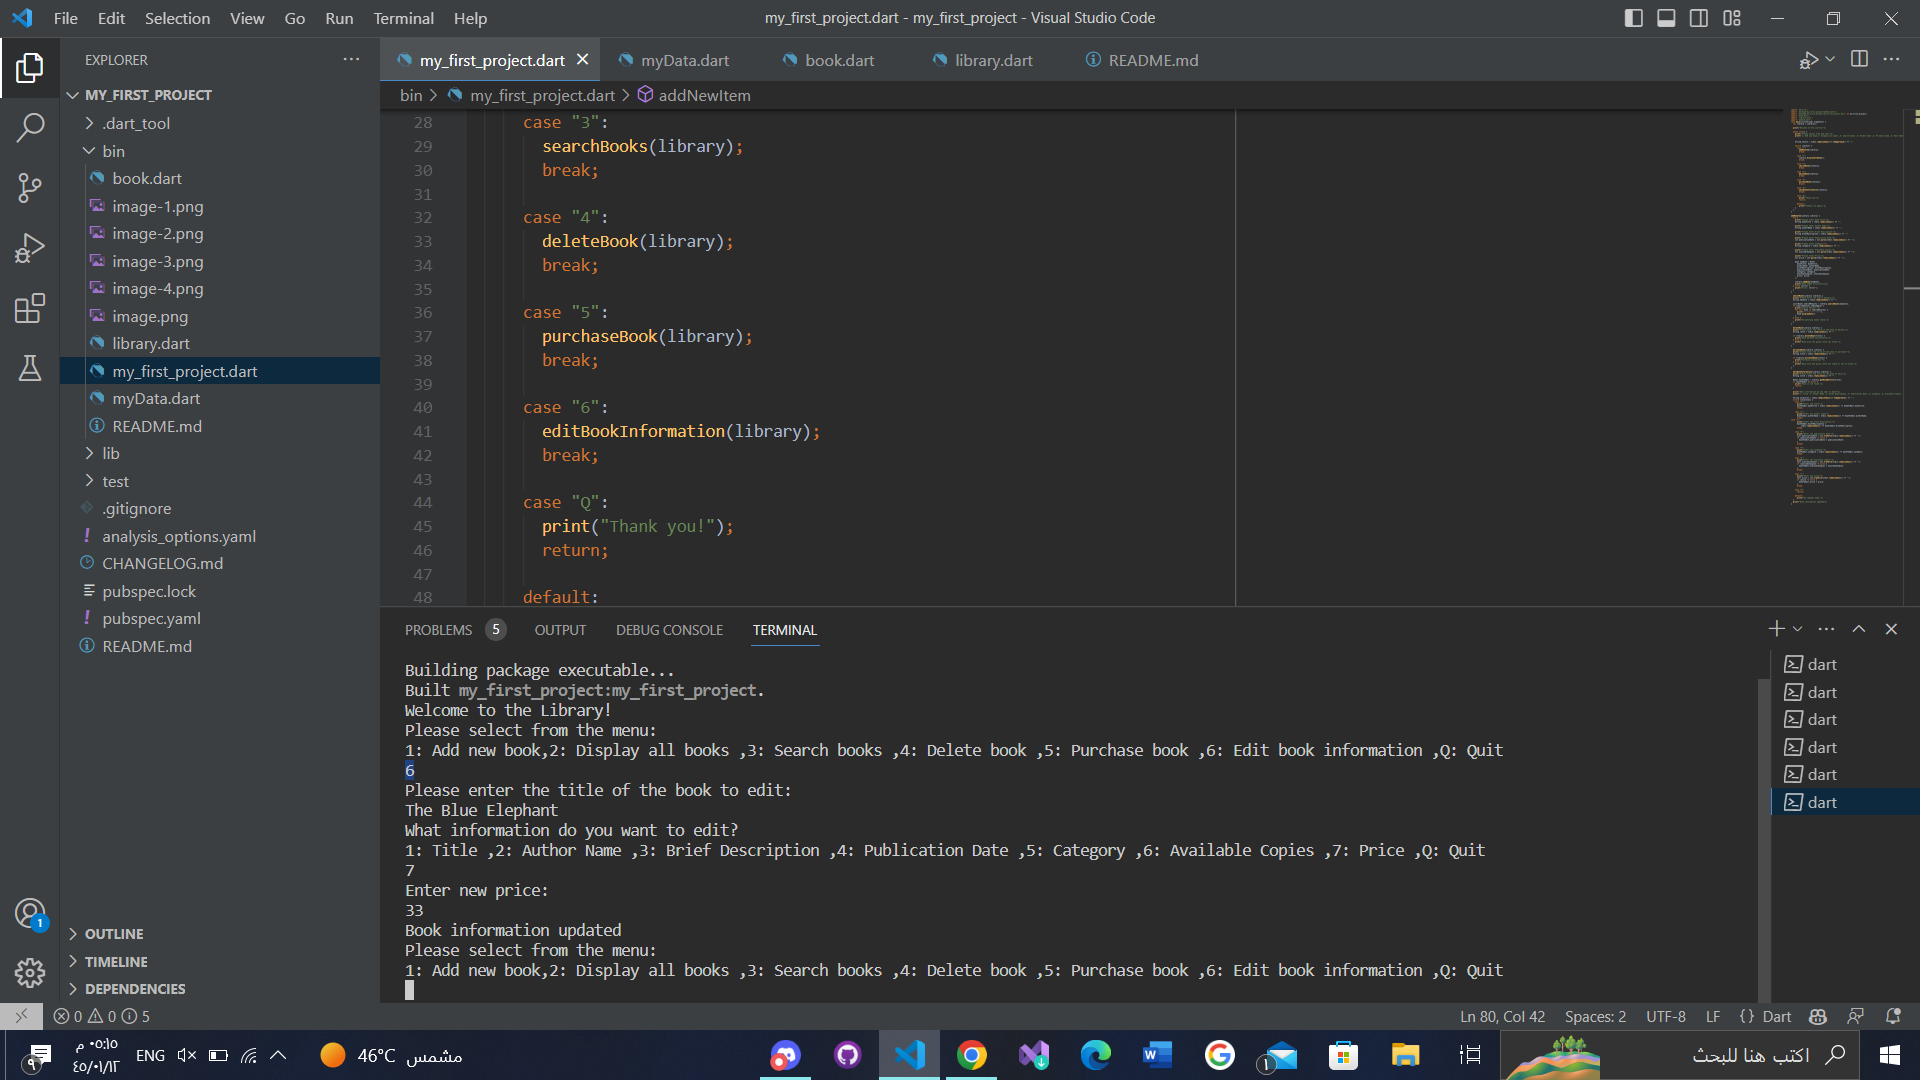 File Edit Selection View Go Run Terminal Help
my_first_project.dart - my_first_project - Visual Studio Code
EXPLORER
MY_FIRST_PROJECT
.dart_tool
bin
book.dart
image-1.png
image-2.png
image-3.png
image-4.png
image.png
library.dart
my_first_project.dart
myData.dart
README.md
lib
test
.gitignore
analysis_options.yaml
CHANGELOG.md
pubspec.lock
pubspec.yaml
README.md
OUTLINE
TIMELINE
DEPENDENCIES
1
my_first_project.dart myData.dart book.dart library.dart README.md
bin > my_first_project.dart > addNewItem
28 case "3":
29 searchBooks(library);
30 break;
31
32 case "4":
33 deleteBook(library);
34 break;
35
36 case "5":
37 purchaseBook(library);
38 break;
39
40 case "6":
41 editBookInformation(library);
42 break;
43
44 case "Q":
45 print("Thank you!");
46 return;
47
48 default:
PROBLEMS 5 OUTPUT DEBUG CONSOLE TERMINAL
Building package executable...
Built my_first_project:my_first_project.
Welcome to the Library!
Please select from the menu:
1: Add new book,2: Display all books ,3: Search books ,4: Delete book ,5: Purchase book ,6: Edit book information ,Q: Quit
6
Please enter the title of the book to edit:
The Blue Elephant
What information do you want to edit?
1: Title ,2: Author Name ,3: Brief Description ,4: Publication Date ,5: Category ,6: Available Copies ,7: Price ,Q: Quit
7
Enter new price:
33
Book information updated
Please select from the menu:
1: Add new book,2: Display all books ,3: Search books ,4: Delete book ,5: Purchase book ,6: Edit book information ,Q: Quit
dart
dart
dart
dart
dart
dart
0 0 5
Ln 80, Col 42 Spaces: 2 UTF-8 LF {} Dart
٩
٠٥:١٥ م
٤٥/٠١/١٢
ENG
46°C مشمس
١
اكتب هنا للبحث